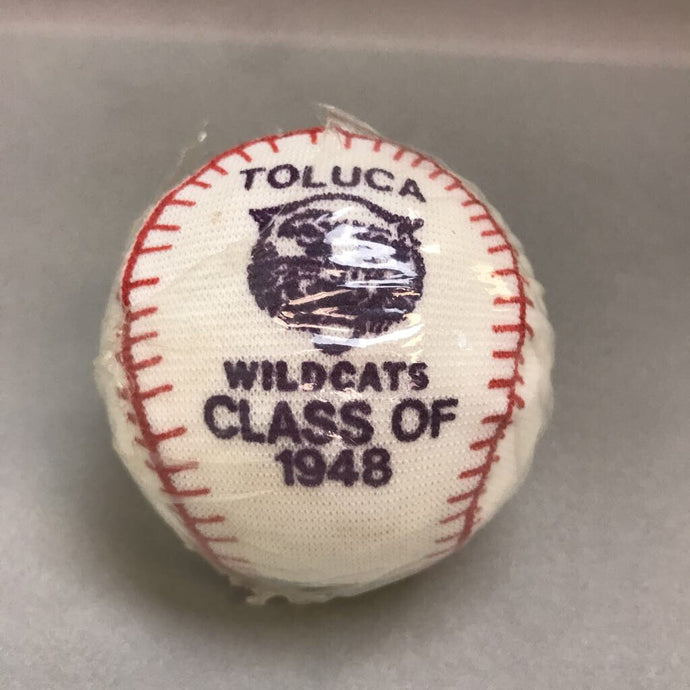 TOLUCA
WILDCATS
CLASS OF
1948